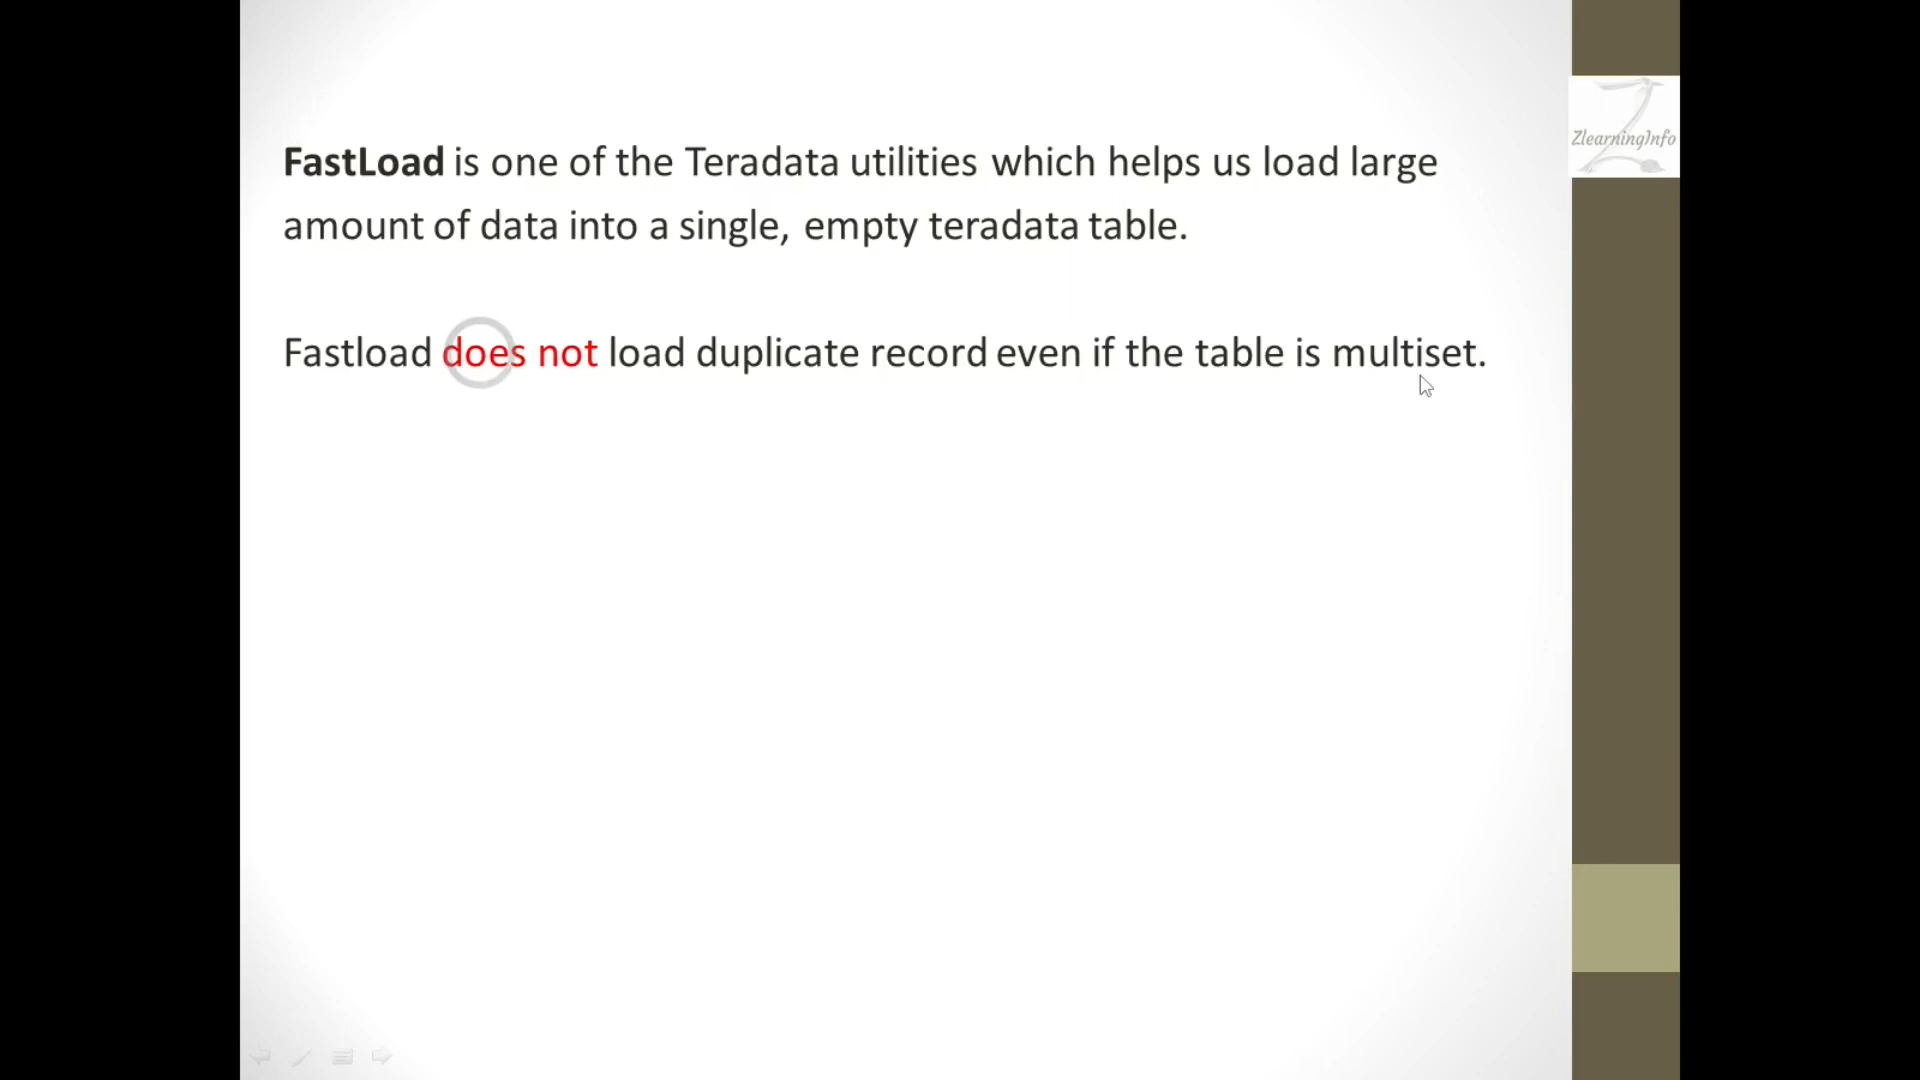 FastLoad is one of the Teradata utilities which helps us load large
amount of data into a single, empty teradata table.
Fastload does not load duplicate record even if the table is multiset.
ZlearningInfo